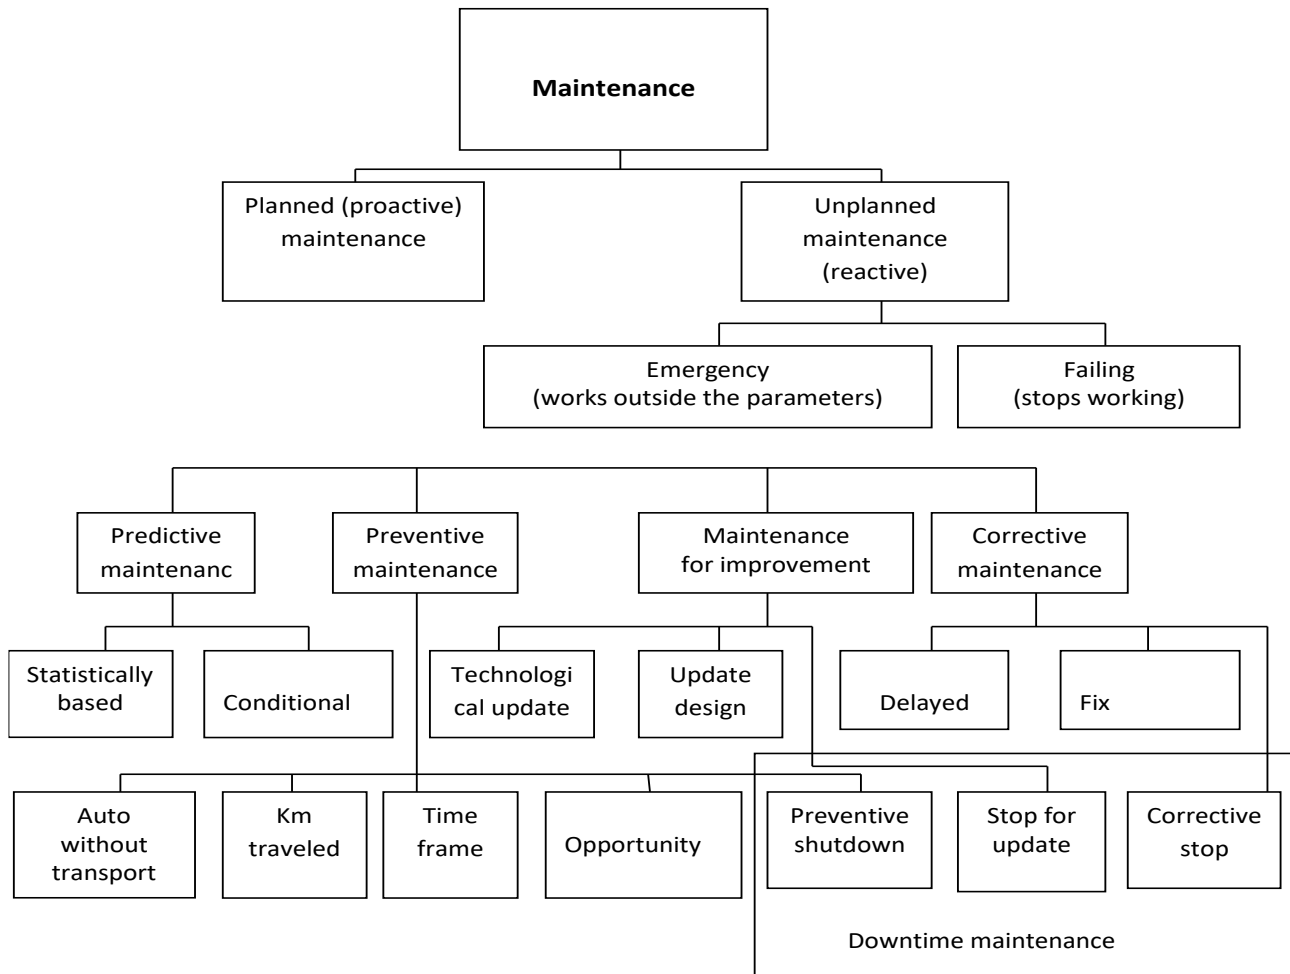 Maintenance
Planned (proactive)
maintenance
Unplanned
maintenance
(reactive)
Emergency
(works outside the parameters)
Failing
(stops working)
Predictive
maintenanc
Preventive
maintenance
Maintenance
for improvement
Corrective
maintenance
Statistically
based
Conditional
Technologi
cal update
Update
design
Delayed
Fix
Auto
without
transport
Km
traveled
Time
frame
Opportunity
Preventive
shutdown
Stop for
update
Corrective
stop
Downtime maintenance